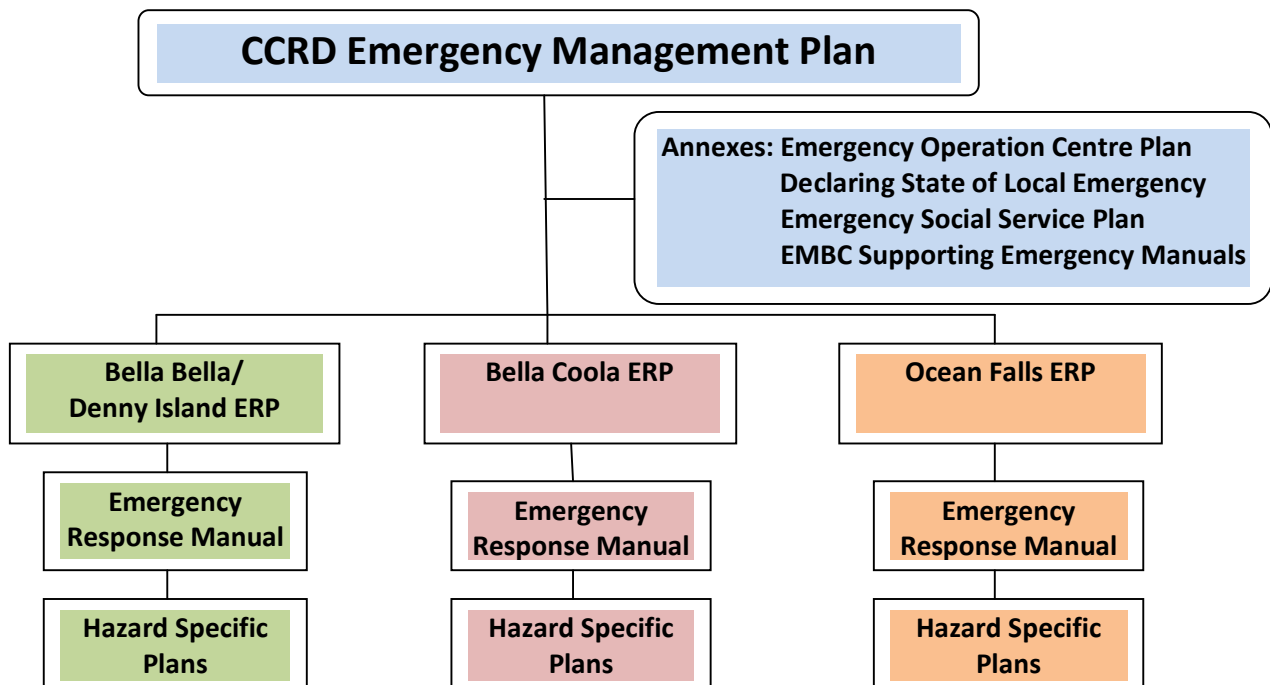 CCRD Emergency Management Plan
Annexes: Emergency Operation Centre Plan
Declaring State of Local Emergency
Emergency Social Service Plan
EMBC Supporting Emergency Manuals
Bella Bella/
Denny Island ERP
Bella Coola ERP
Ocean Falls ERP
Emergency
Response Manual
Emergency
Response Manual
Emergency
Response Manual
Hazard Specific
Plans
Hazard Specific
Plans
Hazard Specific
Plans